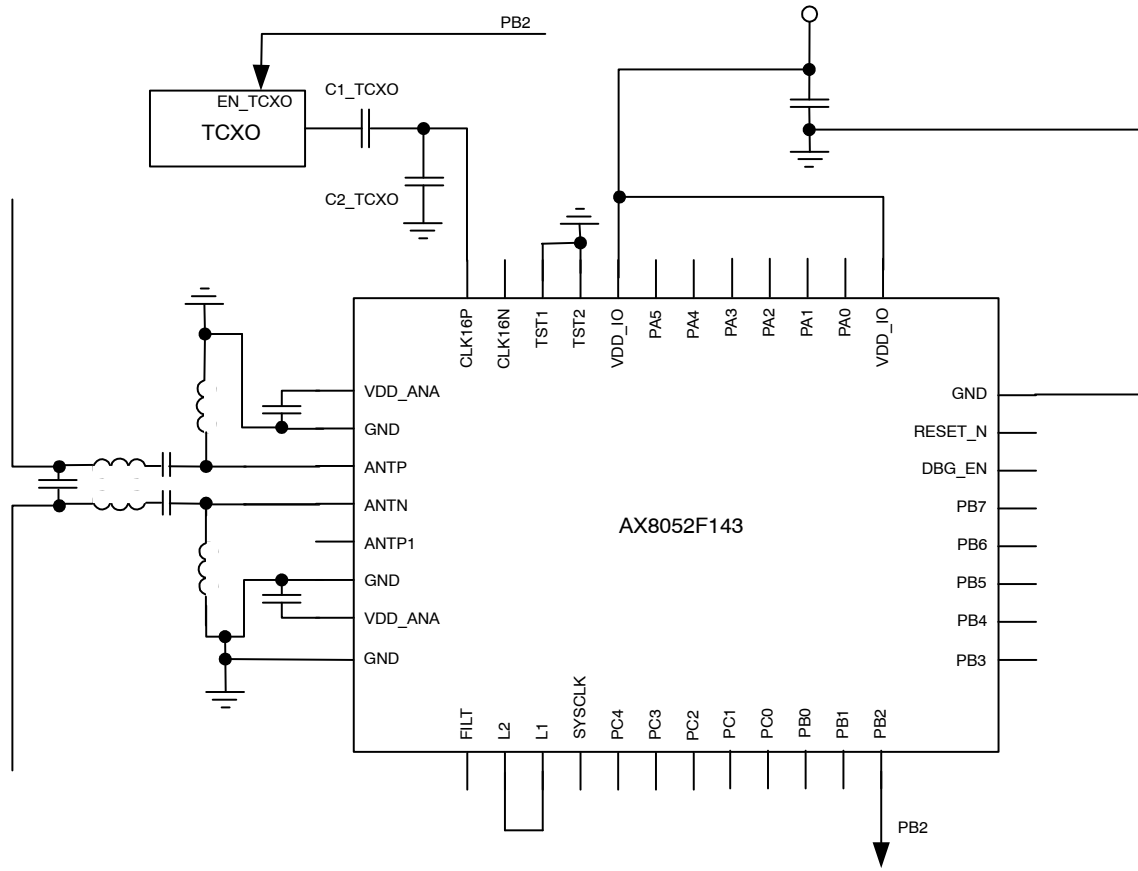 PB2
EN_TCXO
TCXO
C1_TCXO
C2_TCXO
CLK16P
CLK16N
TST1
TST2
VDD_IO
PA5
PA4
PA3
PA2
PA1
PA0
VDD_IO
VDD_ANA
GND
ANTP
ANTN
ANTP1
GND
VDD_ANA
GND
AX8052F143
GND
RESET_N
DBG_EN
PB7
PB6
PB5
PB4
PB3
FILT
L2
L1
SYSCLK
PC4
PC3
PC2
PC1
PC0
PB0
PB1
PB2
PB2